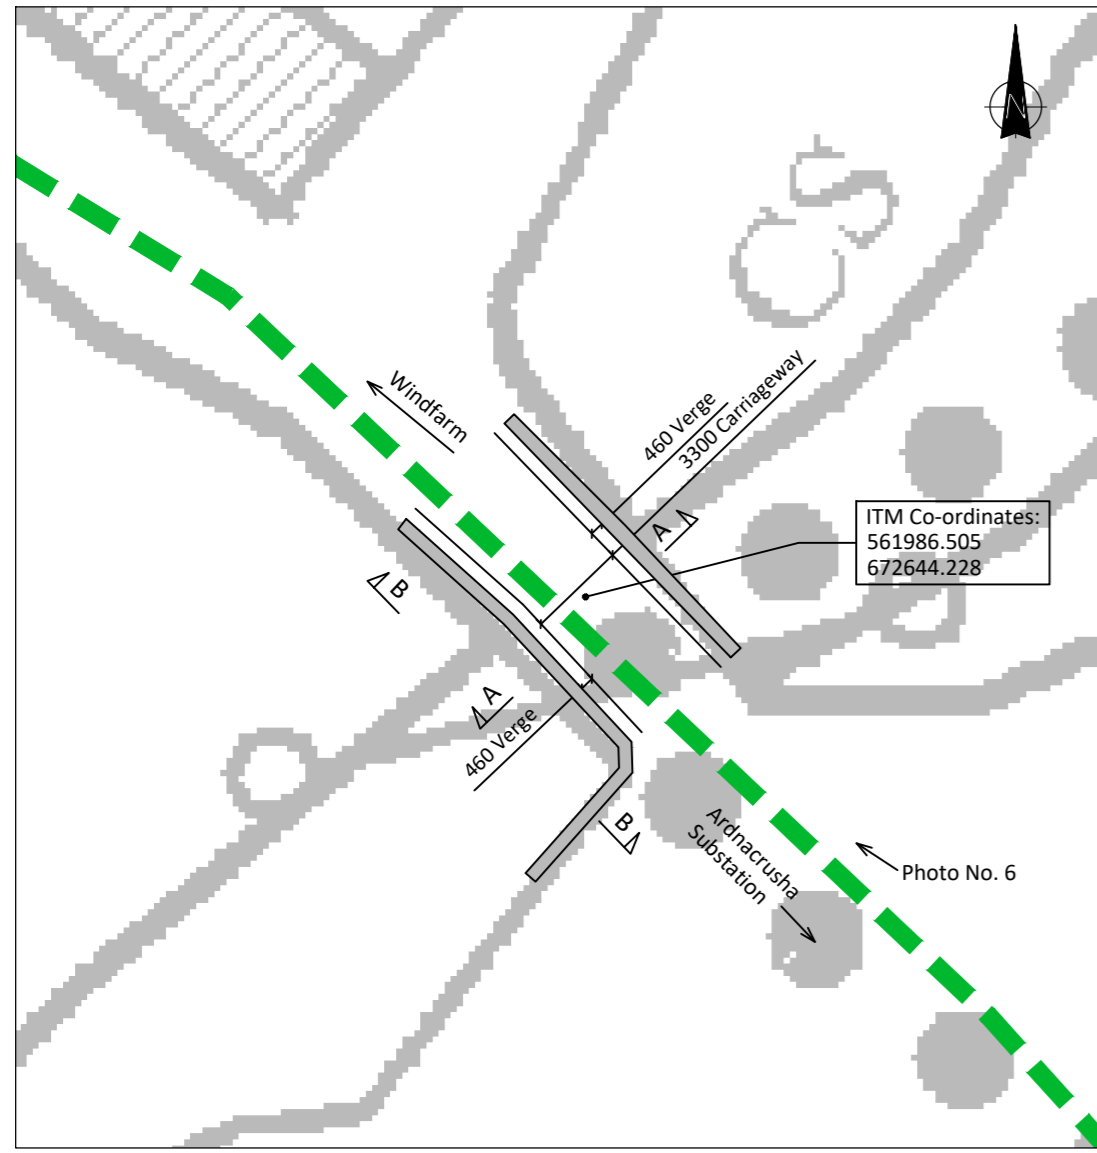 N
CS
Windfarm
460 Verge
3300 Carriageway
A
ITM Co-ordinates:
561986.505
672644.228
B
A
460 Verge
B
Ardnacrusha
Substation
Photo No. 6